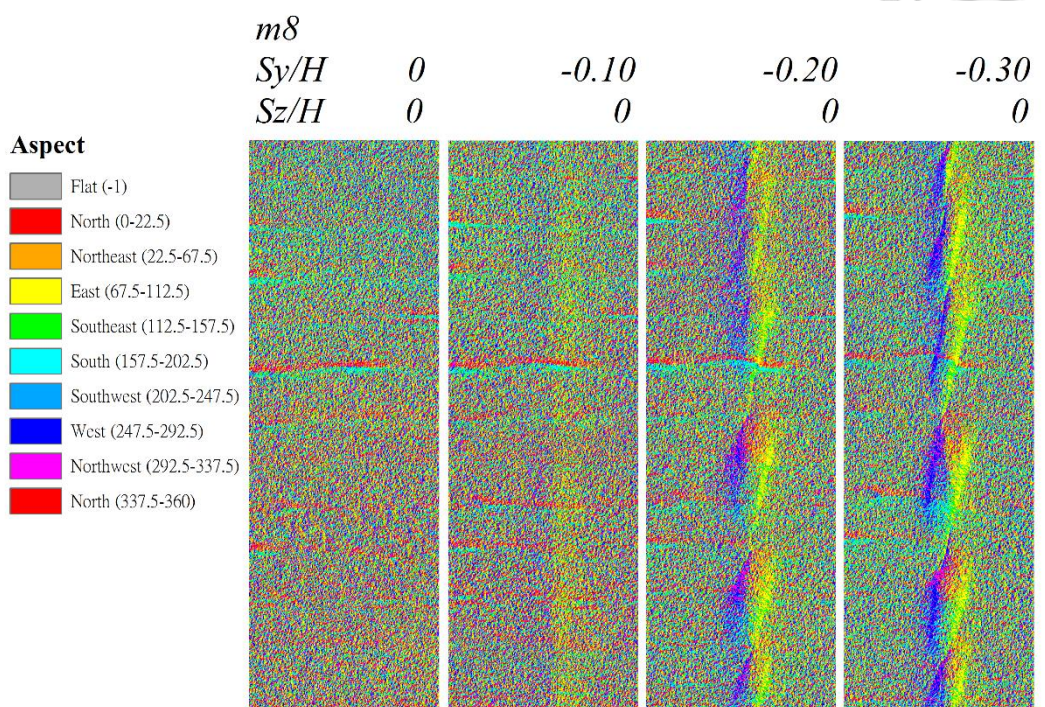 m8
Sy/H 0 -0.10 -0.20 -0.30
Sz/H 0 0 0 0
Aspect
Flat (-1)
North (0-22.5)
Northeast (22.5-67.5)
East (67.5-112.5)
Southeast (112.5-157.5)
South (157.5-202.5)
Southwest (202.5-247.5)
West (247.5-292.5)
Northwest (292.5-337.5)
North (337.5-360)